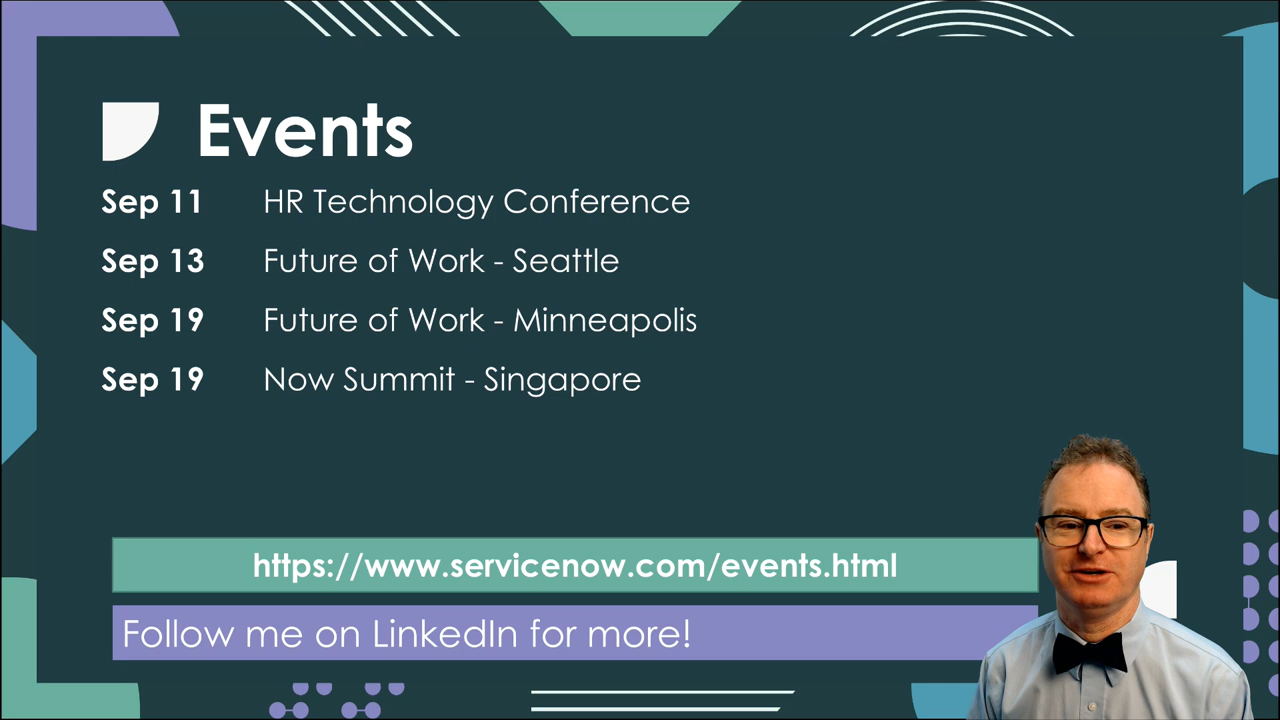 Events
Sep 11 HR Technology Conference
Sep 13 Future of Work - Seattle
Sep 19 Future of Work - Minneapolis
Sep 19 Now Summit - Singapore
https://www.servicenow.com/events.html
Follow me on LinkedIn for more!